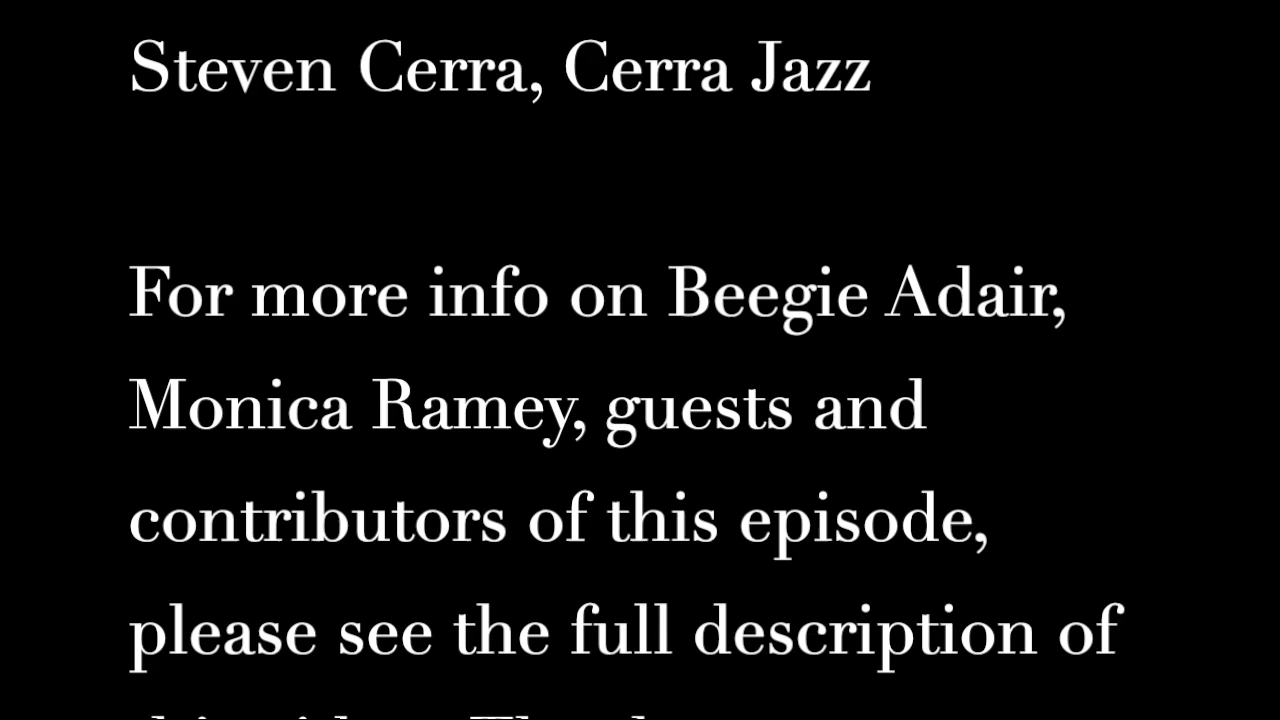 Steven Cerra, Cerra Jazz
For more info on Beegie Adair,
Monica Ramey, guests and
contributors of this episode,
please see the full description of